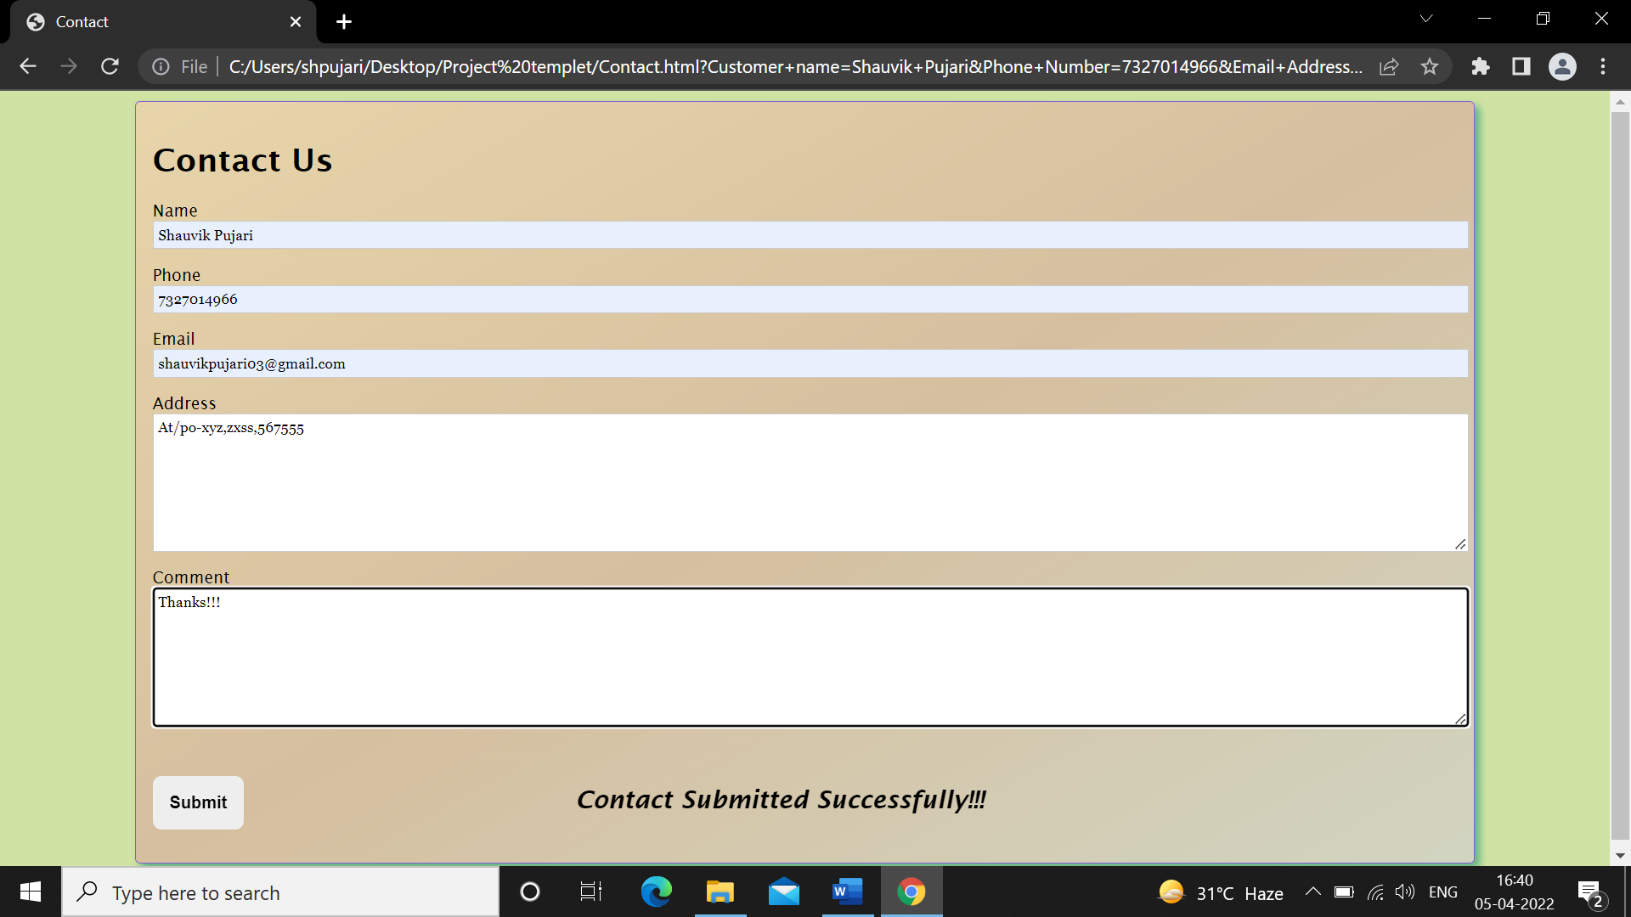 Contact
File
C:/Users/shpujari/Desktop/Project%20templet/Contact.html?Customer+name=Shauvik+Pujari&Phone+Number=7327014966&Email+Address...
Contact Us
Name
Shauvik Pujari
Phone
7327014966
Email
shauvikpujari03@gmail.com
Address
At/po-xyz,zxss,567555
Comment
Thanks!!!
Submit
Contact Submitted Successfully!!!
Type here to search
W
31°C Haze
ENG
16:40
05-04-2022
2